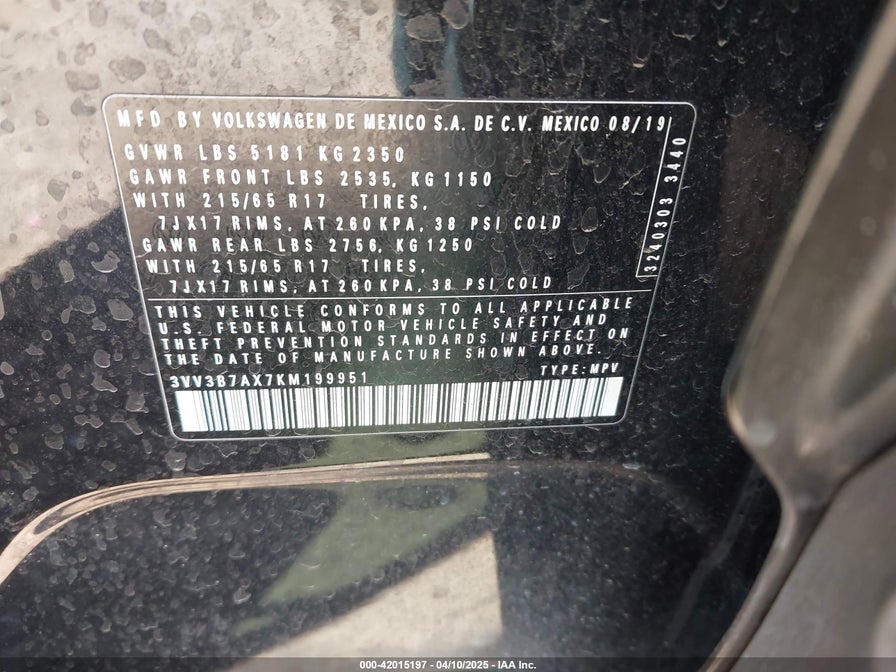 MFD BY VOLKSWAGEN DE MEXICO S.A. DE C.V. MEXICO 08/19
GVWR LBS 5181 KG 2350
GAWR FRONT LBS 2535, KG 1150
WITH 215/65 R17 TIRES,
7JX17 RIMS, AT 260 KPA, 38 PSI COLD
GAWR REAR LBS 2756, KG 1250
WITH 215/65 R17 TIRES,
7JX17 RIMS, AT 260 KPA, 38 PSI COLD
3240303 3440
THIS VEHICLE CONFORMS TO ALL APPLICABLE
U.S. FEDERAL MOTOR VEHICLE SAFETY AND
THEFT PREVENTION STANDARDS IN EFFECT ON
THE DATE OF MANUFACTURE SHOWN ABOVE.
3VV3B7AX7KM199951 TYPE: MPV
000-42015197 - 04/10/2025 - IAA Inc.